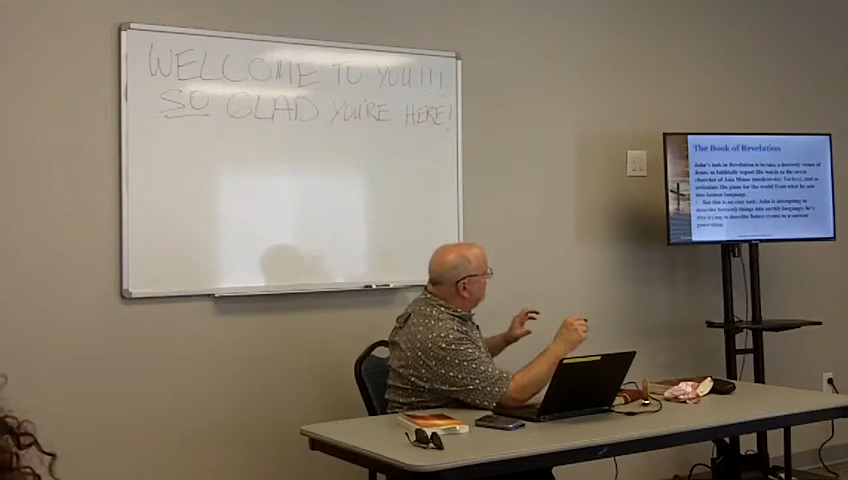 WELCOME TO YOU!!!
SO GLAD YOU'RE HERE!
The Book of Revelation
John's task in Revelation is to take a heavenly vision of
Jesus, to faithfully report His words to the seven
churches of Asia Minor (modern-day Turkey), and to
articulate His plans for the world from what he saw
into human language.
• But this is no easy task: John is attempting to
describe heavenly things into earthly language; he's
also trying to describe future events to a current
generation.